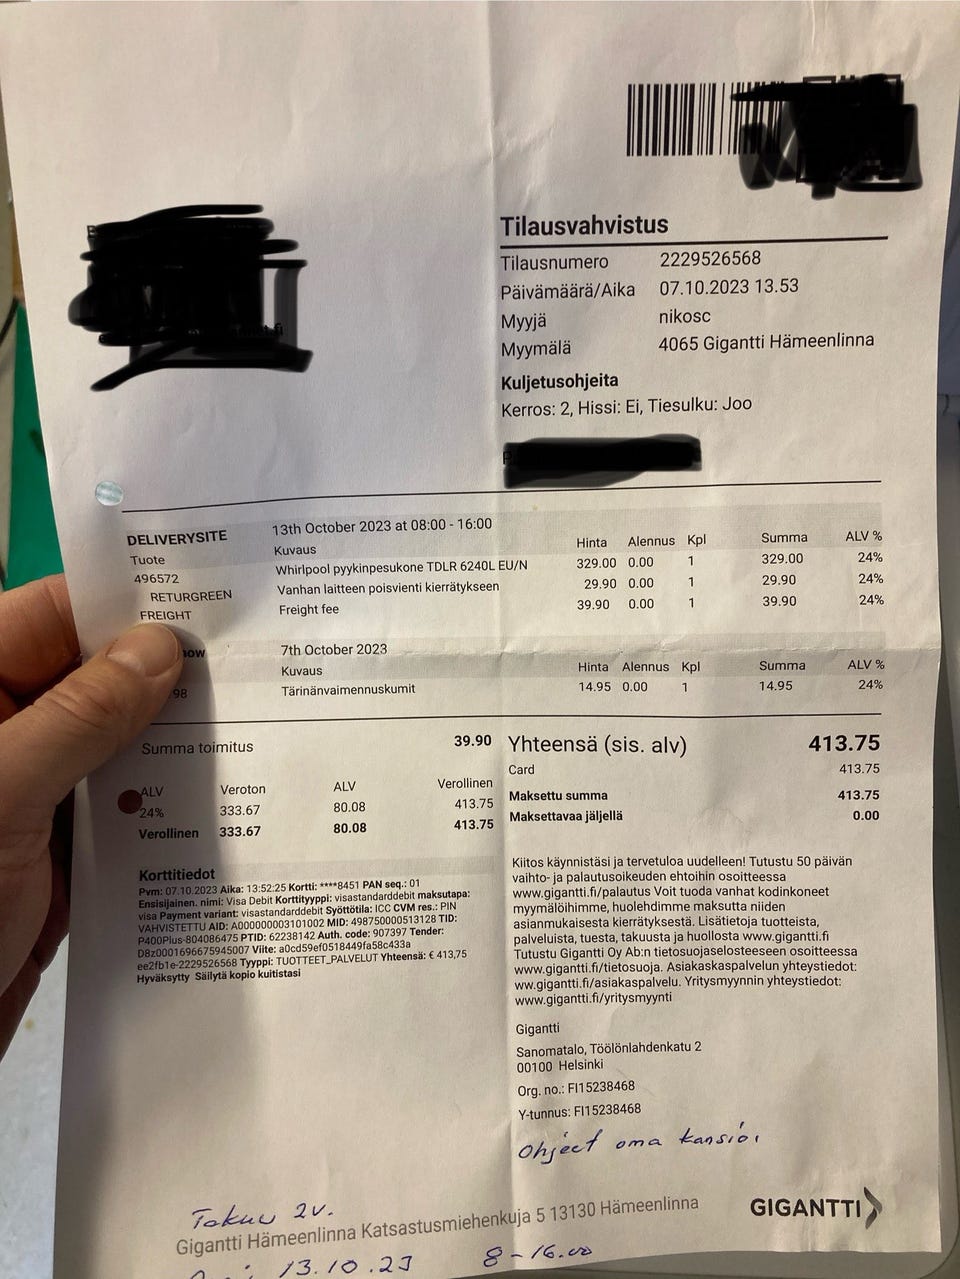 Tilausvahvistus
Tilausnumero 2229526568
Päivämäärä/Aika 07.10.2023 13.53
Myyjä nikosc
Myymälä 4065 Gigantti Hämeenlinna
Kuljetusohjeita
Kerros: 2, Hissi: Ei, Tiesulku: Joo
DELIVERYSITE 13th October 2023 at 08:00 - 16:00
Tuote Kuvaus Hinta Alennus Kpl Summa ALV %
496572 Whirlpool pyykinpesukone TDLR 6240L EU/N 329.00 0.00 1 329.00 24%
RETURGREEN Vanhan laitteen poisvienti kierrätykseen 29.90 0.00 1 29.90 24%
FREIGHT Freight fee 39.90 0.00 1 39.90 24%
7th October 2023
Kuvaus Hinta Alennus Kpl Summa ALV %
98 Tärinänvaimennuskumit 14.95 0.00 1 14.95 24%
Summa toimitus 39.90
ALV Veroton ALV Verollinen
24% 333.67 80.08 413.75
Verollinen 333.67 80.08 413.75
Yhteensä (sis. alv) 413.75
Card 413.75
Maksettu summa 413.75
Maksettavaa jäljellä 0.00
Korttitiedot
Pvm: 07.10.2023 Aika: 13:52:25 Kortti: ****8451 PAN seq.: 01
Ensisijainen. nimi: Visa Debit Korttityyppi: visastandarddebit maksutapa:
visa Payment variant: visastandarddebit Syöttötila: ICC CVM res.: PIN
VAHVISTETTU AID: A000000003101002 MID: 498750000513128 TID:
P400Plus-804086475 PTID: 62238142 Auth. code: 907397 Tender:
D8z0001696675945007 Viite: a0cd59ef0518449fa58c433a
ee2fb1e-2229526568 Tyyppi: TUOTTEET_PALVELUT Yhteensä: € 413,75
Hyväksytty Säilytä kopio kuitistasi
Kiitos käynnistäsi ja tervetuloa uudelleen! Tutustu 50 päivän
vaihto- ja palautusoikeuden ehtoihin osoitteessa
www.gigantti.fi/palautus Voit tuoda vanhat kodinkoneet
myymälöihimme, huolehdimme maksutta niiden
asianmukaisesta kierrätyksestä. Lisätietoja tuotteista,
palveluista, tuesta, takuusta ja huollosta www.gigantti.fi
Tutustu Gigantti Oy Ab:n tietosuojaselosteeseen osoitteessa
www.gigantti.fi/tietosuoja. Asiakaskaspalvelun yhteystiedot:
ww.gigantti.fi/asiakaspalvelu. Yritysmyynnin yhteystiedot:
www.gigantti.fi/yritysmyynti
Gigantti
Sanomatalo, Töölönlahdenkatu 2
00100 Helsinki
Org. no.: FI15238468
Y-tunnus: FI15238468
Ohjeet oma kansio.
Takuu 2v.
Gigantti Hämeenlinna Katsastusmiehenkuja 5 13130 Hämeenlinna
GIGANTTI
13.10.23 8-16.00